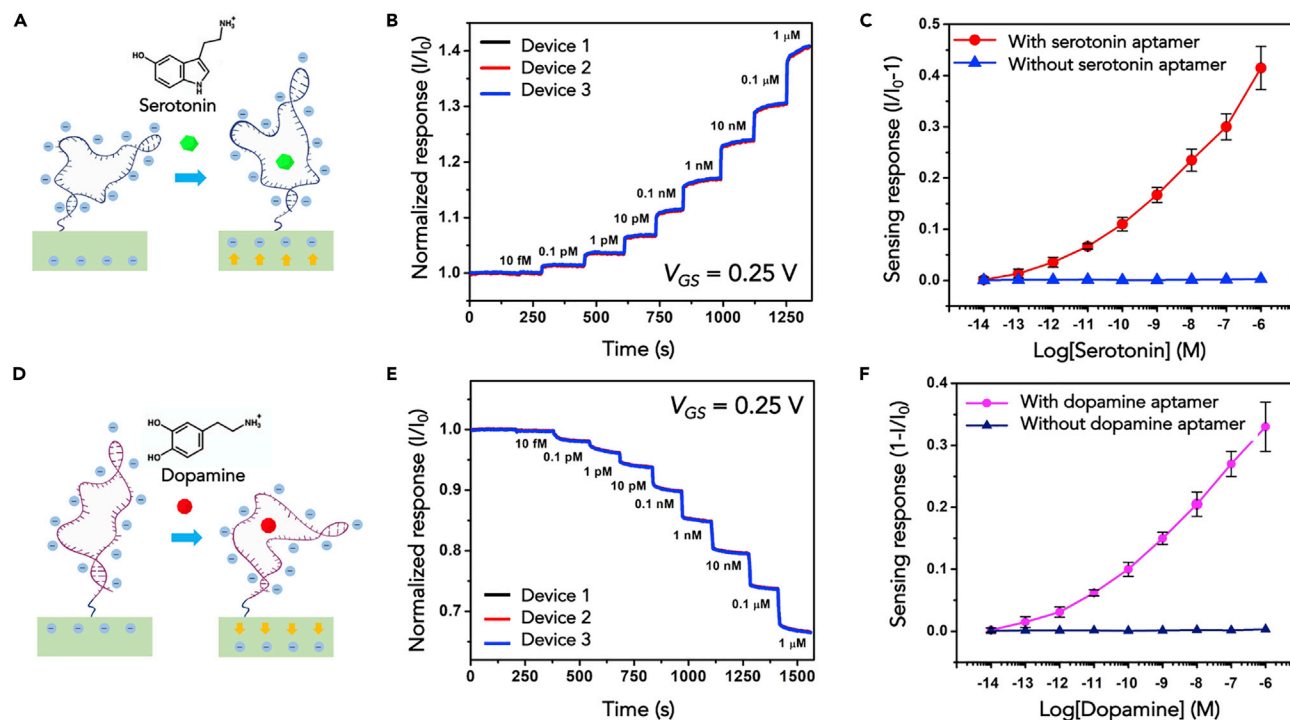 A
HO
NH₃⁺
N
H
Serotonin
B
Normalized response (I/I₀)
1.4
1.3
1.2
1.1
1.0
Device 1
Device 2
Device 3
10 fM
0.1 pM
1 pM
10 pM
0.1 nM
1 nM
10 nM
0.1 μM
1 μM
V_GS = 0.25 V
0 250 500 750 1000 1250
Time (s)
C
Sensing response (I/I₀-1)
0.4
0.3
0.2
0.1
0.0
With serotonin aptamer
Without serotonin aptamer
-14 -13 -12 -11 -10 -9 -8 -7 -6
Log[Serotonin] (M)
D
HO
HO
NH₃⁺
Dopamine
E
Normalized response (I/I₀)
1.0
0.9
0.8
0.7
V_GS = 0.25 V
10 fM
0.1 pM
1 pM
10 pM
0.1 nM
1 nM
10 nM
0.1 μM
1 μM
Device 1
Device 2
Device 3
0 250 500 750 1000 1250 1500
Time (s)
F
Sensing response (1-I/I₀)
0.4
0.3
0.2
0.1
0.0
With dopamine aptamer
Without dopamine aptamer
-14 -13 -12 -11 -10 -9 -8 -7 -6
Log[Dopamine] (M)